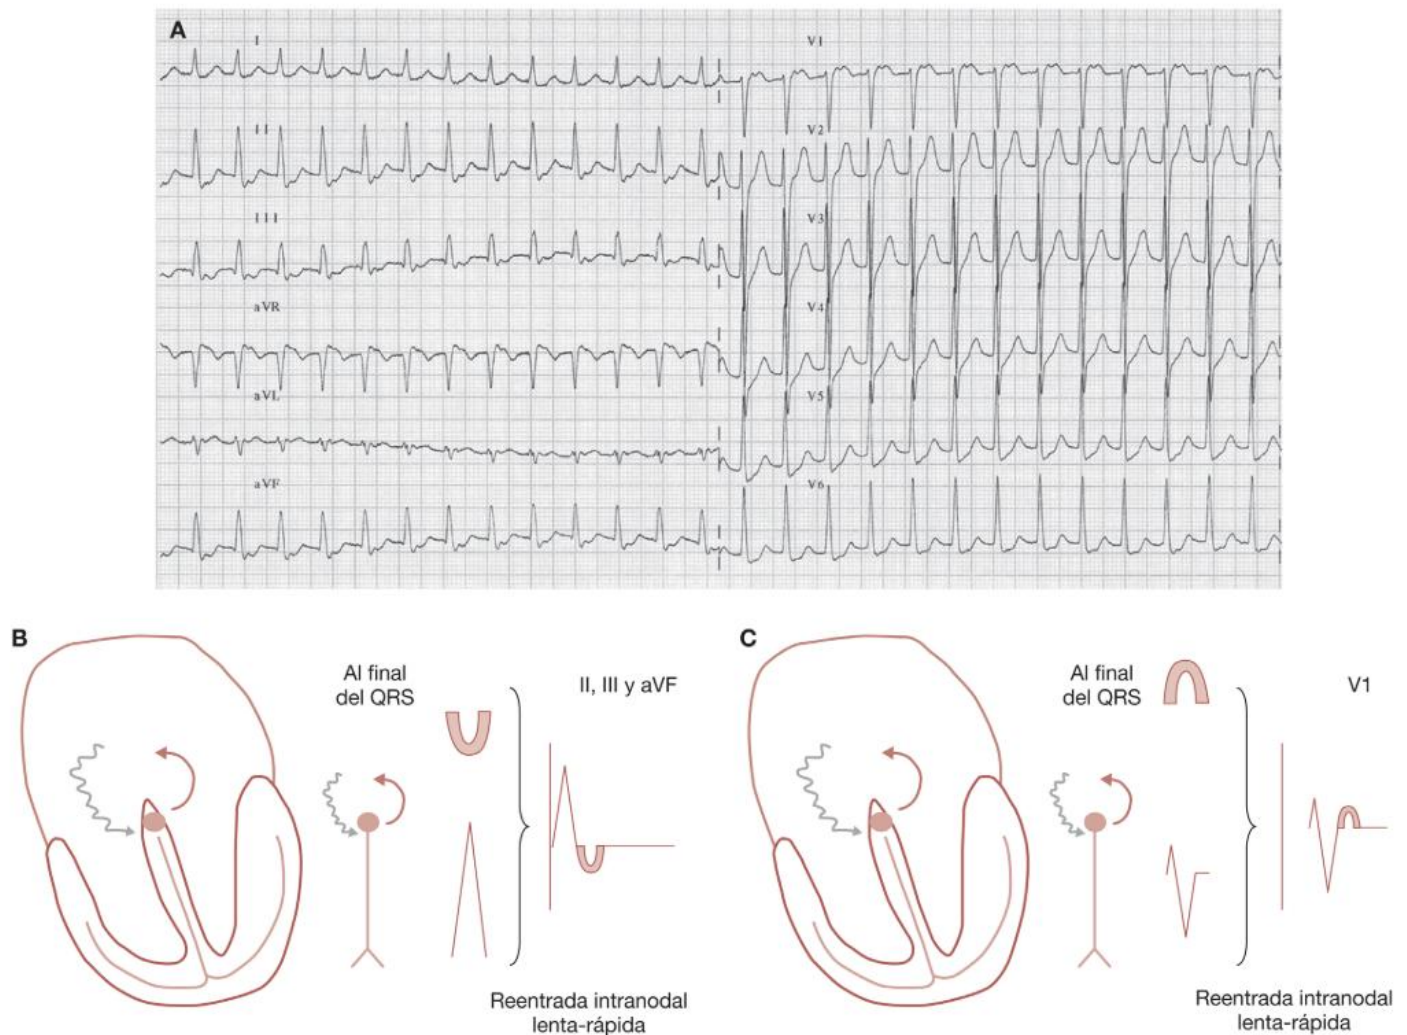 A
I
V1
II
V2
III
V3
aVR
V4
aVL
V5
aVF
V6
B
Al final
del QRS
II, III y aVF
Reentrada intranodal
lenta-rápida
C
Al final
del QRS
V1
Reentrada intranodal
lenta-rápida